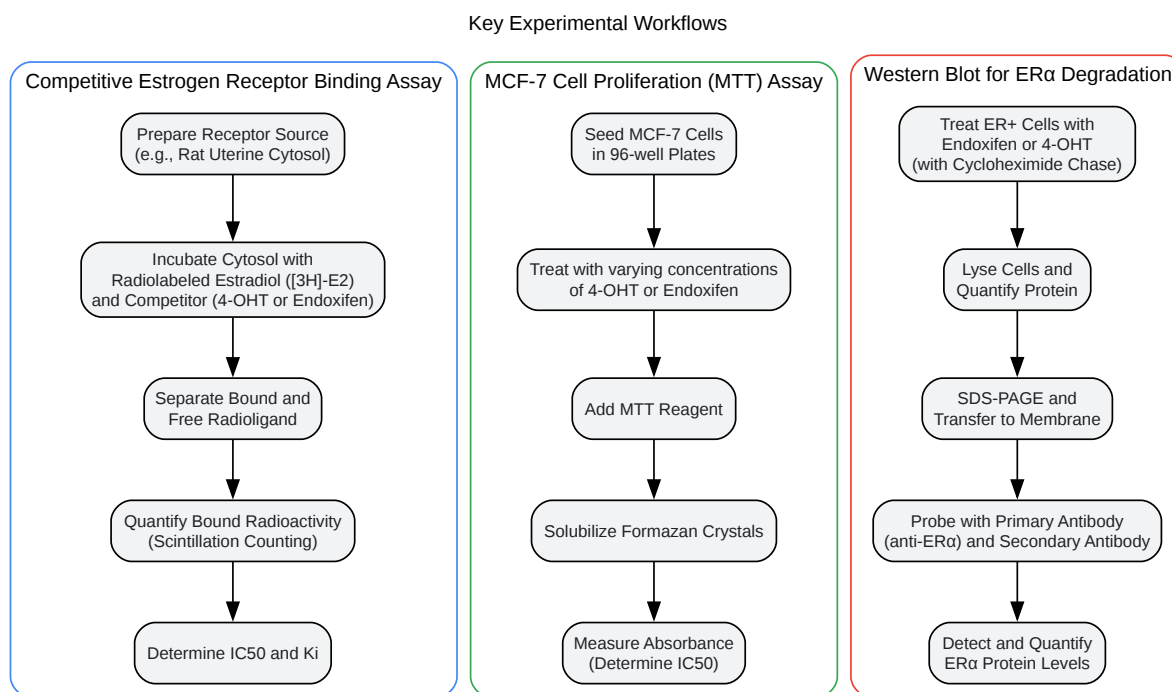 Key Experimental Workflows
Competitive Estrogen Receptor Binding Assay
Prepare Receptor Source
(e.g., Rat Uterine Cytosol)
Incubate Cytosol with
Radiolabeled Estradiol ([3H]-E2)
and Competitor (4-OHT or Endoxifen)
Separate Bound and
Free Radioligand
Quantify Bound Radioactivity
(Scintillation Counting)
Determine IC50 and Ki
MCF-7 Cell Proliferation (MTT) Assay
Seed MCF-7 Cells
in 96-well Plates
Treat with varying concentrations
of 4-OHT or Endoxifen
Add MTT Reagent
Solubilize Formazan Crystals
Measure Absorbance
(Determine IC50)
Western Blot for ERα Degradation
Treat ER+ Cells with
Endoxifen or 4-OHT
(with Cycloheximide Chase)
Lyse Cells and
Quantify Protein
SDS-PAGE and
Transfer to Membrane
Probe with Primary Antibody
(anti-ERα) and Secondary Antibody
Detect and Quantify
ERα Protein Levels